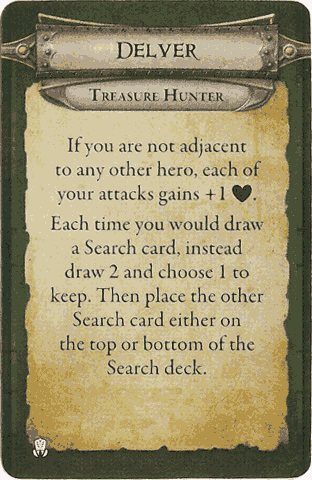 DELVER
TREASURE HUNTER
If you are not adjacent
to any other hero, each of
your attacks gains +1 ♥.
Each time you would draw
a Search card, instead
draw 2 and choose 1 to
keep. Then place the other
Search card either on
the top or bottom of the
Search deck.